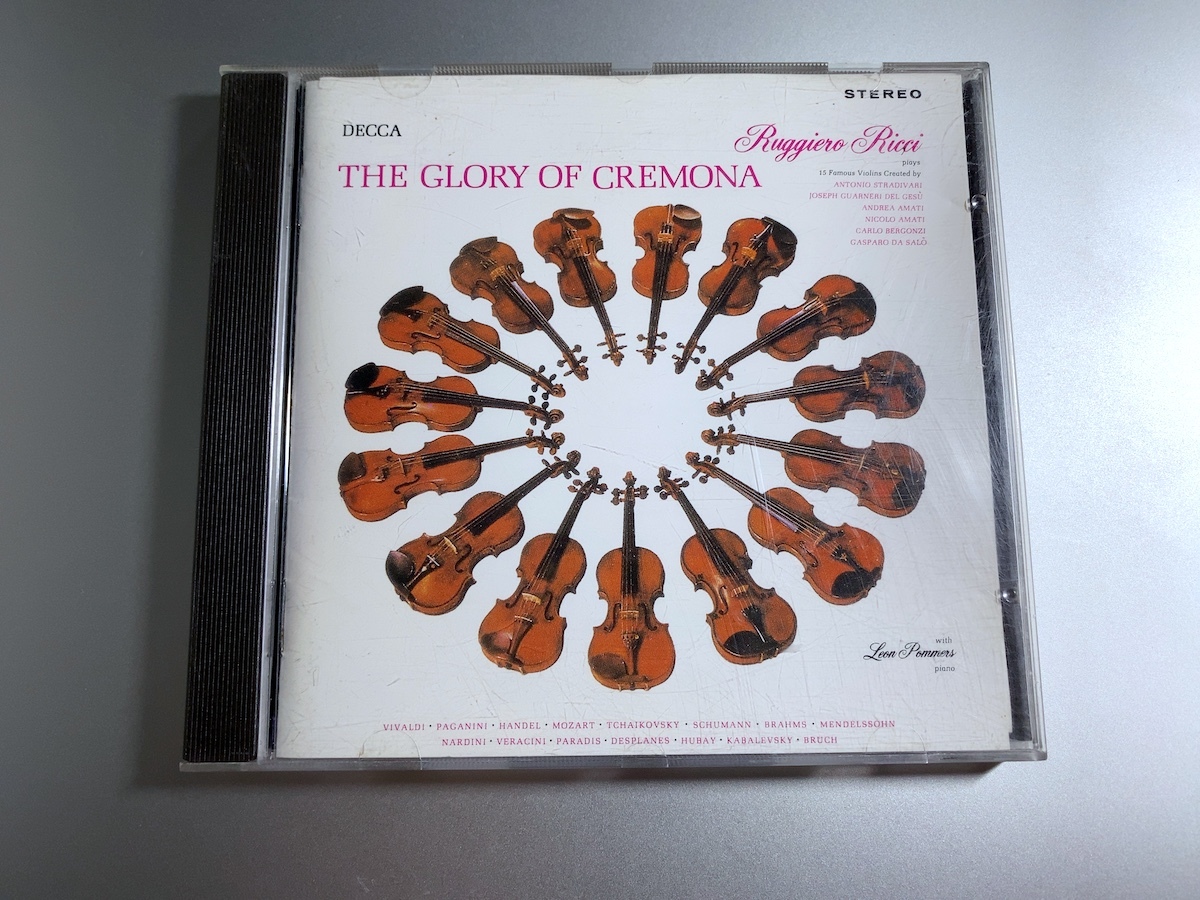 STEREO
DECCA
Ruggiero Ricci
plays
THE GLORY OF CREMONA
15 Famous Violins Created by
ANTONIO STRADIVARI
JOSEPH GUARNERI DEL GESÙ
ANDREA AMATI
NICOLO AMATI
CARLO BERGONZI
GASPARO DA SALÒ
with
Leon Pommers
piano
VIVALDI • PAGANINI • HANDEL • MOZART • TCHAIKOVSKY • SCHUMANN • BRAHMS • MENDELSSOHN
NARDINI • VERACINI • PARADIS • DESPLANES • HUBAY • KABALEVSKY • BRUCH